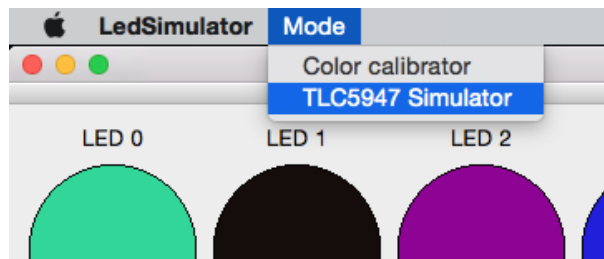 LedSimulator Mode
Color calibrator
TLC5947 Simulator
LED 0 LED 1 LED 2